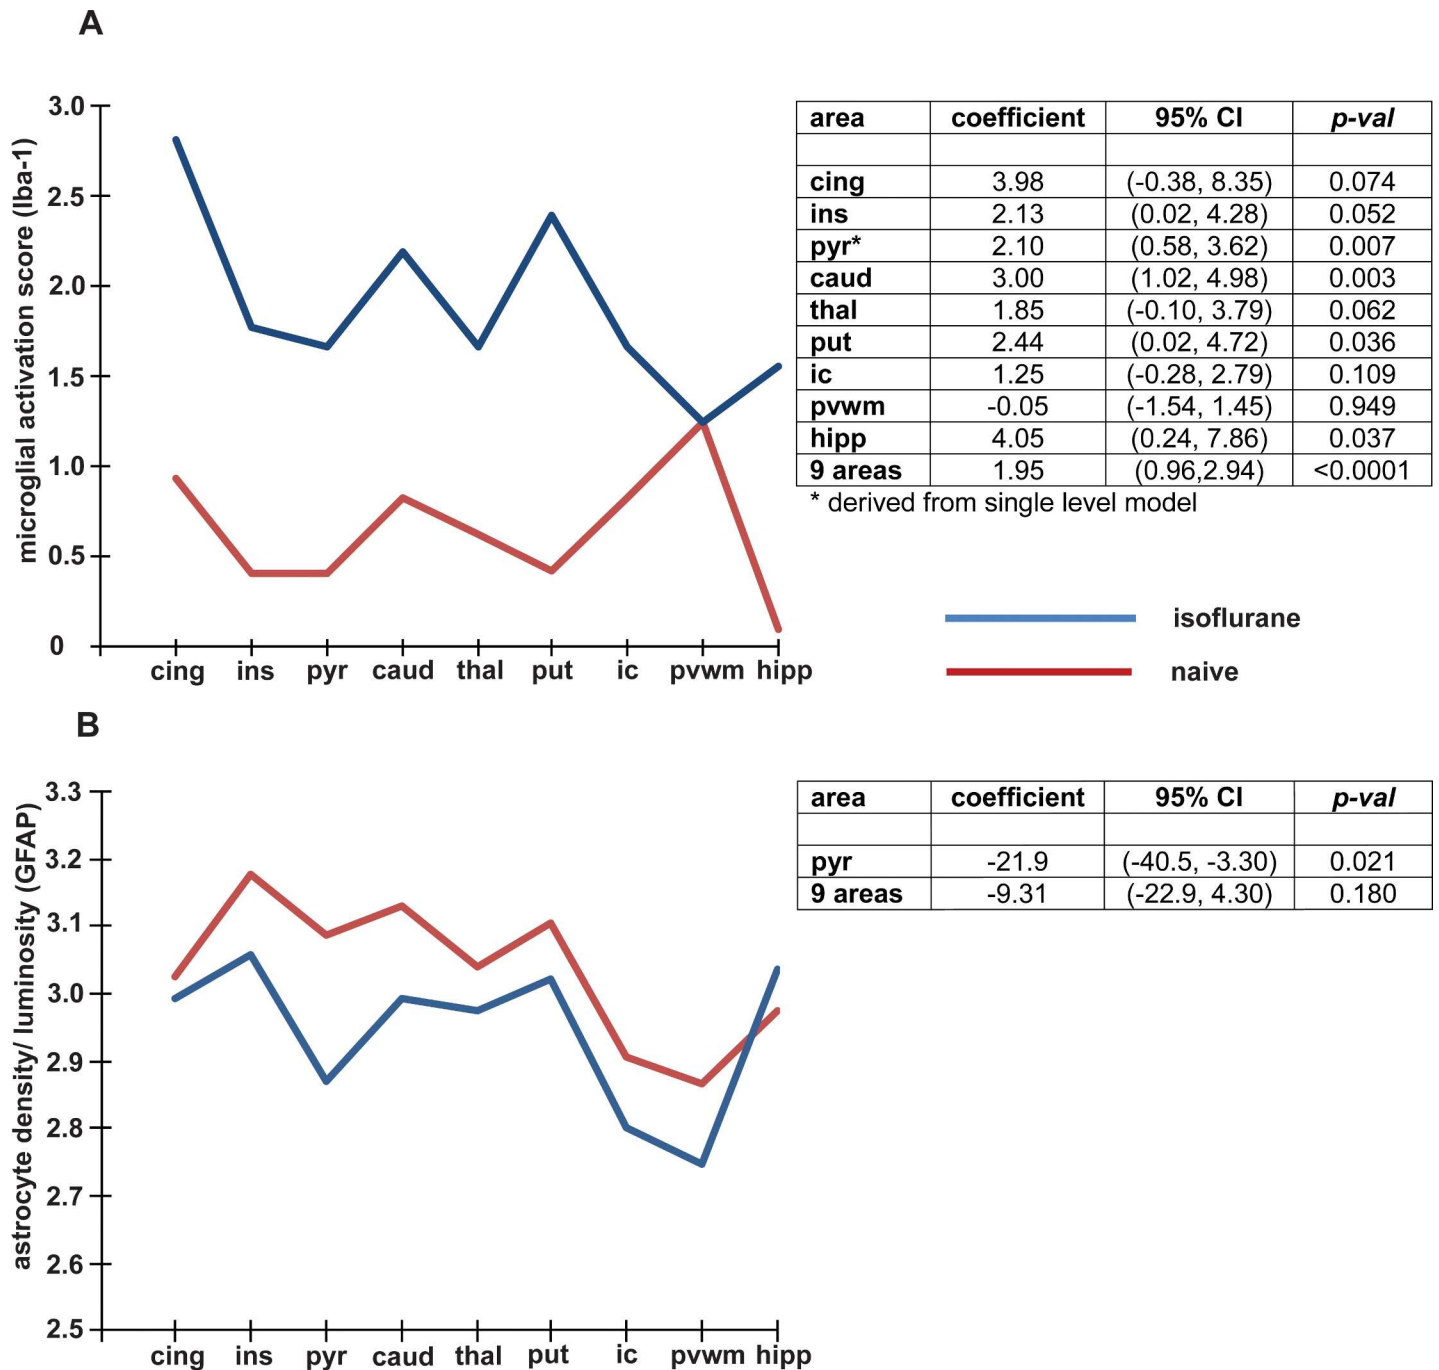 A
microglial activation score (Iba-1)
3.0
2.5
2.0
1.5
1.0
0.5
0
cing ins pyr caud thal put ic pvwm hipp
area coefficient 95% CI p-val
cing 3.98 (-0.38, 8.35) 0.074
ins 2.13 (0.02, 4.28) 0.052
pyr* 2.10 (0.58, 3.62) 0.007
caud 3.00 (1.02, 4.98) 0.003
thal 1.85 (-0.10, 3.79) 0.062
put 2.44 (0.02, 4.72) 0.036
ic 1.25 (-0.28, 2.79) 0.109
pvwm -0.05 (-1.54, 1.45) 0.949
hipp 4.05 (0.24, 7.86) 0.037
9 areas 1.95 (0.96,2.94) <0.0001
* derived from single level model
isoflurane
naive
B
astrocyte density/ luminosity (GFAP)
3.3
3.2
3.1
3.0
2.9
2.8
2.7
2.6
2.5
cing ins pyr caud thal put ic pvwm hipp
area coefficient 95% CI p-val
pyr -21.9 (-40.5, -3.30) 0.021
9 areas -9.31 (-22.9, 4.30) 0.180